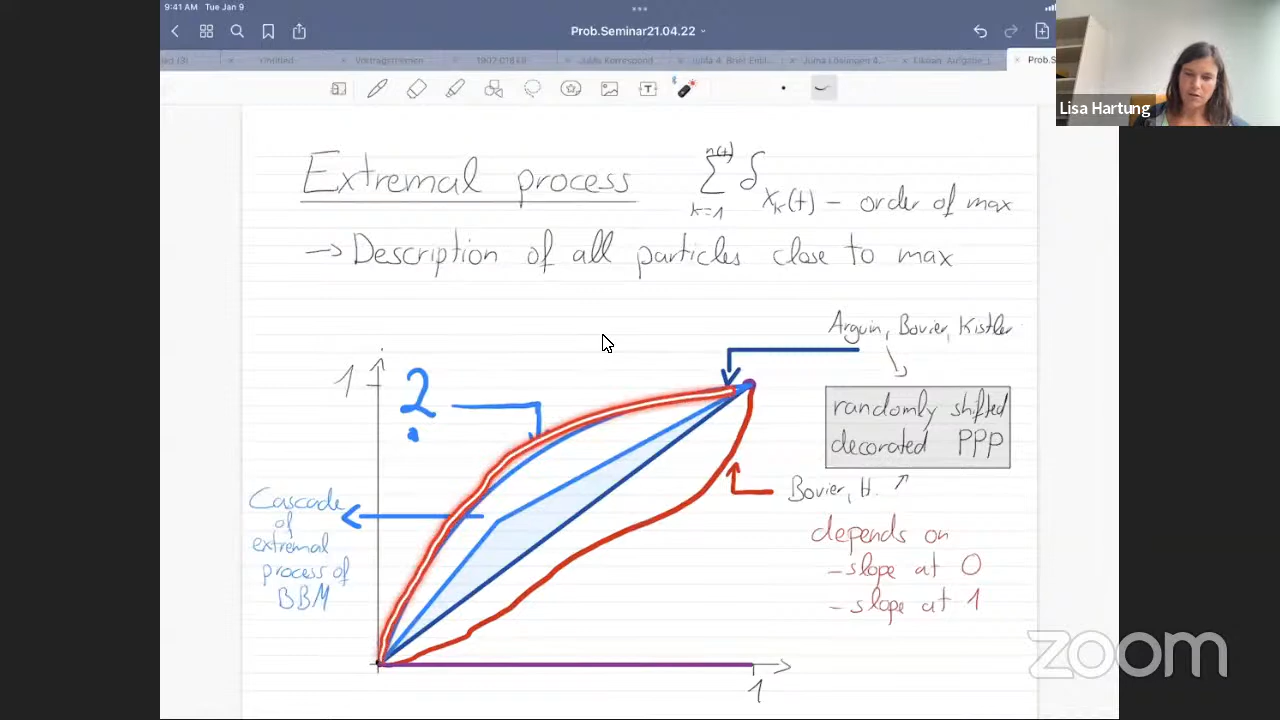 9:41 AM Tue Jan 9
Prob.Seminar21.04.22
Prob.S
Lisa Hartung
Extremal process
n(t)
∑ δ
k=1
x_k(t) – order of max
→ Description of all particles close to max
Arguin, Bovier, Kistler
1
2
randomly shifted
decorated PPP
Bovier, H.
Cascade
of
extremal
process of
BBM
depends on
– slope at 0
– slope at 1
1
zoom